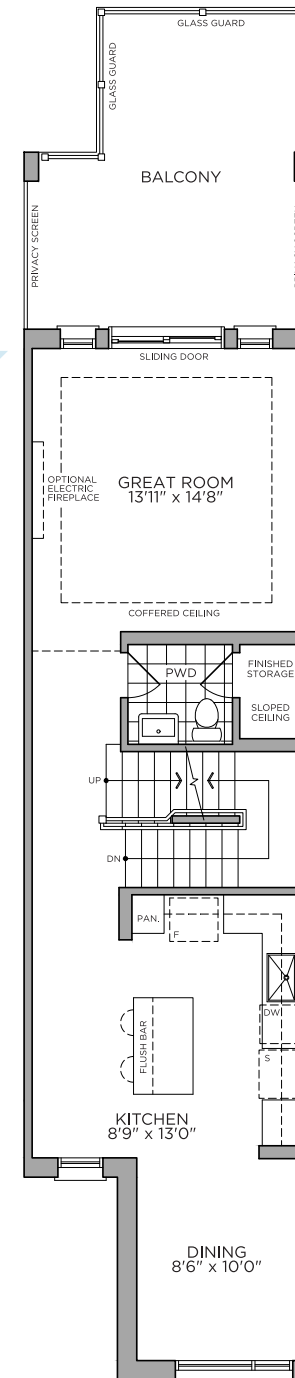 GLASS GUARD
GLASS GUARD
BALCONY
PRIVACY SCREEN
SLIDING DOOR
OPTIONAL
ELECTRIC
FIREPLACE
GREAT ROOM
13'11" x 14'8"
COFFERED CEILING
PWD
FINISHED
STORAGE
SLOPED
CEILING
UP
DN
PAN.
F
DW
S
FLUSH BAR
KITCHEN
8'9" x 13'0"
DINING
8'6" x 10'0"